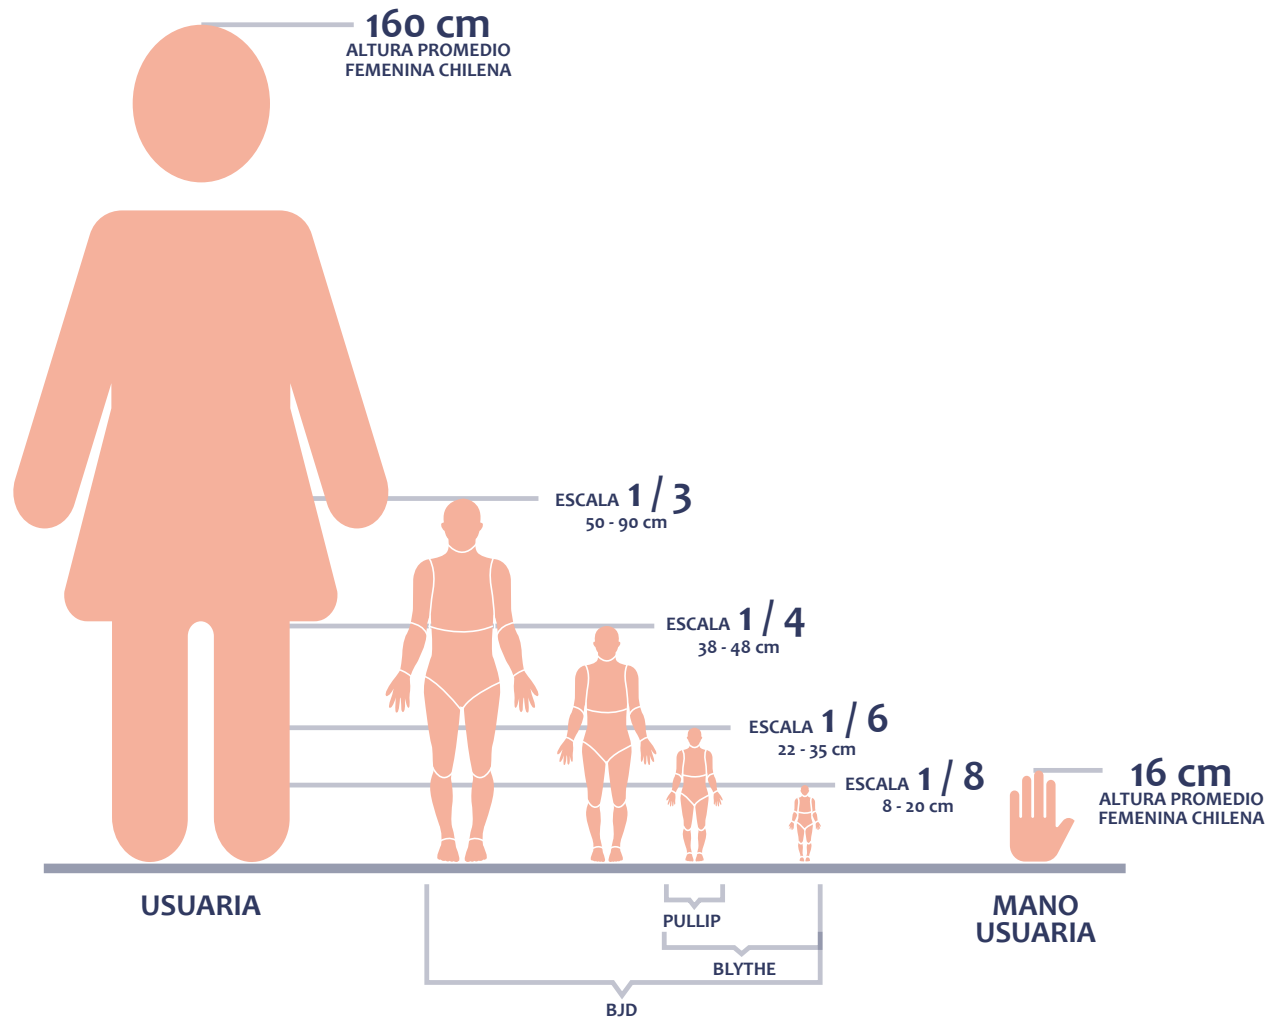 160 cm
ALTURA PROMEDIO
FEMENINA CHILENA
ESCALA 1 / 3
50 - 90 cm
ESCALA 1 / 4
38 - 48 cm
ESCALA 1 / 6
22 - 35 cm
ESCALA 1 / 8
8 - 20 cm
16 cm
ALTURA PROMEDIO
FEMENINA CHILENA
USUARIA
MANO
USUARIA
PULLIP
BLYTHE
BJD